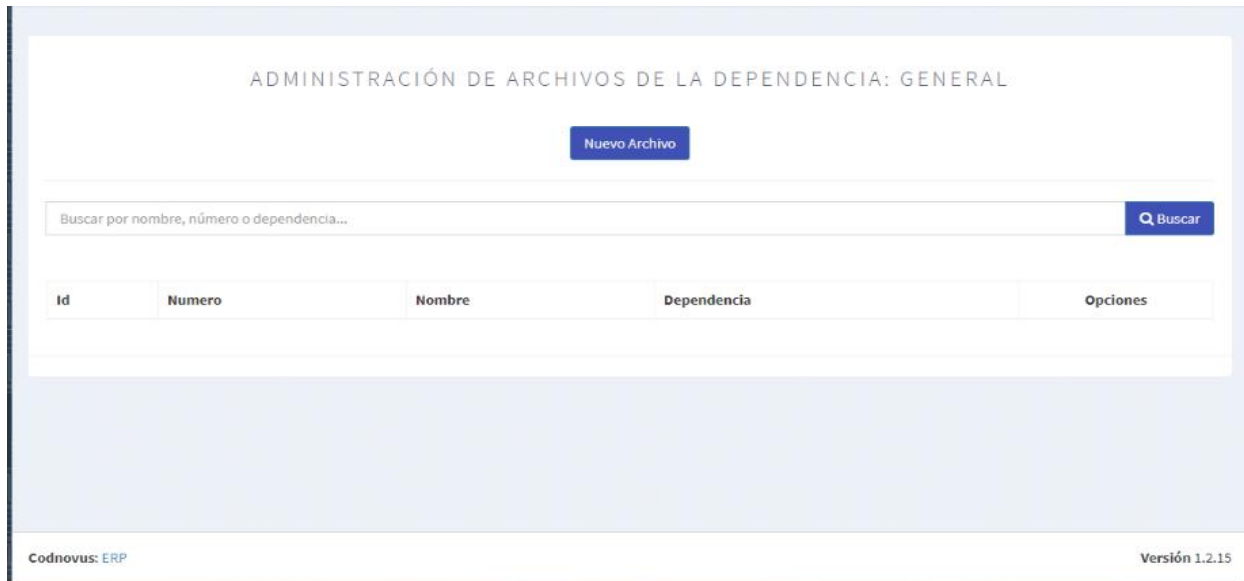 ADMINISTRACIÓN DE ARCHIVOS DE LA DEPENDENCIA: GENERAL
Nuevo Archivo
Buscar por nombre, número o dependencia... Buscar
Id Numero Nombre Dependencia Opciones
Codnovus: ERP Versión 1.2.15